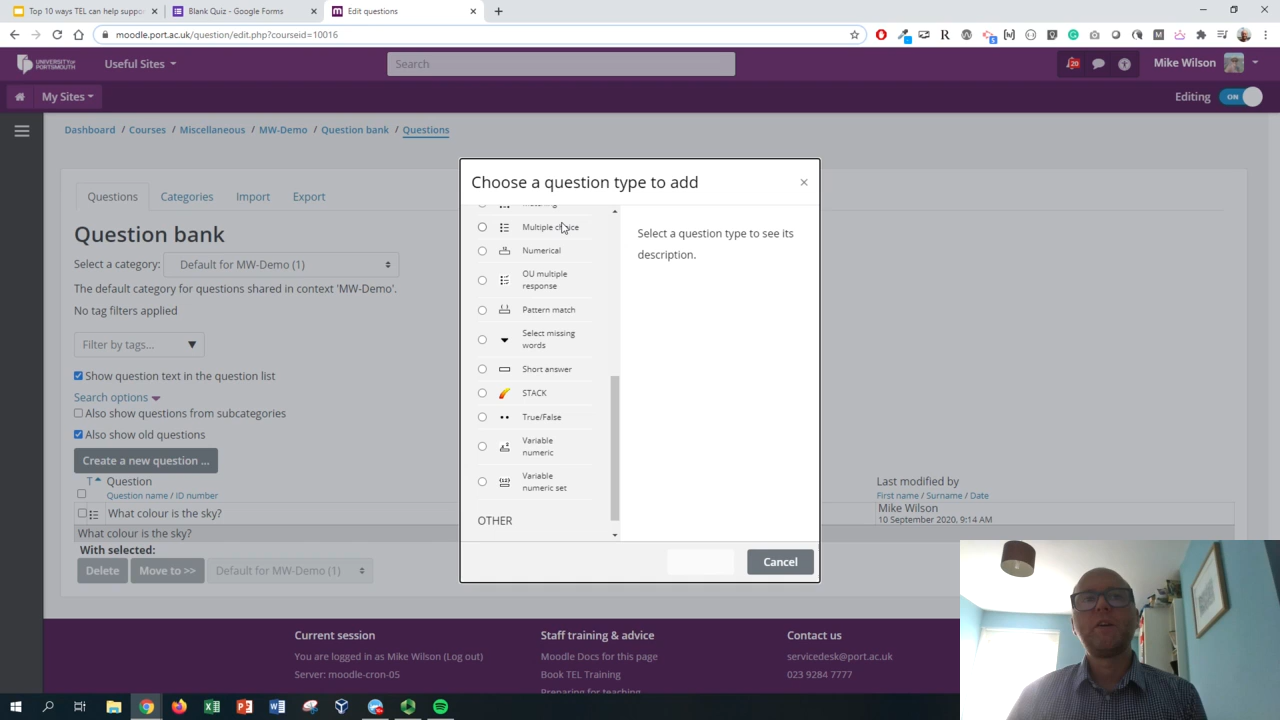 Top 10 ways TEL can help suppo
Blank Quiz - Google Forms
Edit questions
moodle.port.ac.uk/question/edit.php?courseid=10016
UNIVERSITY OF
PORTSMOUTH
Useful Sites
Search
20
Mike Wilson
My Sites
Editing
ON
Dashboard / Courses / Miscellaneous / MW-Demo / Question bank / Questions
Questions
Categories
Import
Export
Question bank
Select a category:
Default for MW-Demo (1)
The default category for questions shared in context 'MW-Demo'.
No tag filters applied
Filter by tags...
Show question text in the question list
Search options
Also show questions from subcategories
Also show old questions
Create a new question ...
Question
Question name / ID number
What colour is the sky?
What colour is the sky?
With selected:
Delete
Move to >>
Default for MW-Demo (1)
Last modified by
First name / Surname / Date
Mike Wilson
10 September 2020, 9:14 AM
Choose a question type to add
Multiple choice
Numerical
OU multiple
response
Pattern match
Select missing
words
Short answer
STACK
True/False
Variable
numeric
Variable
numeric set
OTHER
Select a question type to see its
description.
Cancel
Current session
You are logged in as Mike Wilson (Log out)
Server: moodle-cron-05
Staff training & advice
Moodle Docs for this page
Book TEL Training
Preparing for teaching
Contact us
servicedesk@port.ac.uk
023 9284 7777